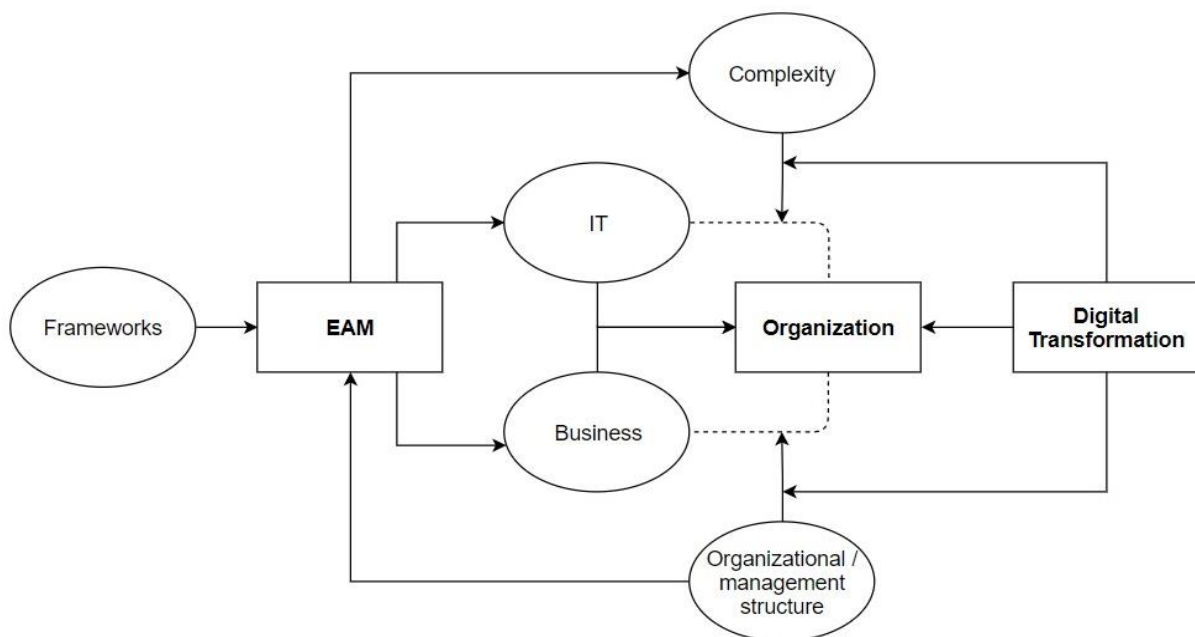 Complexity
IT
Frameworks
EAM
Organization
Digital
Transformation
Business
Organizational /
management
structure